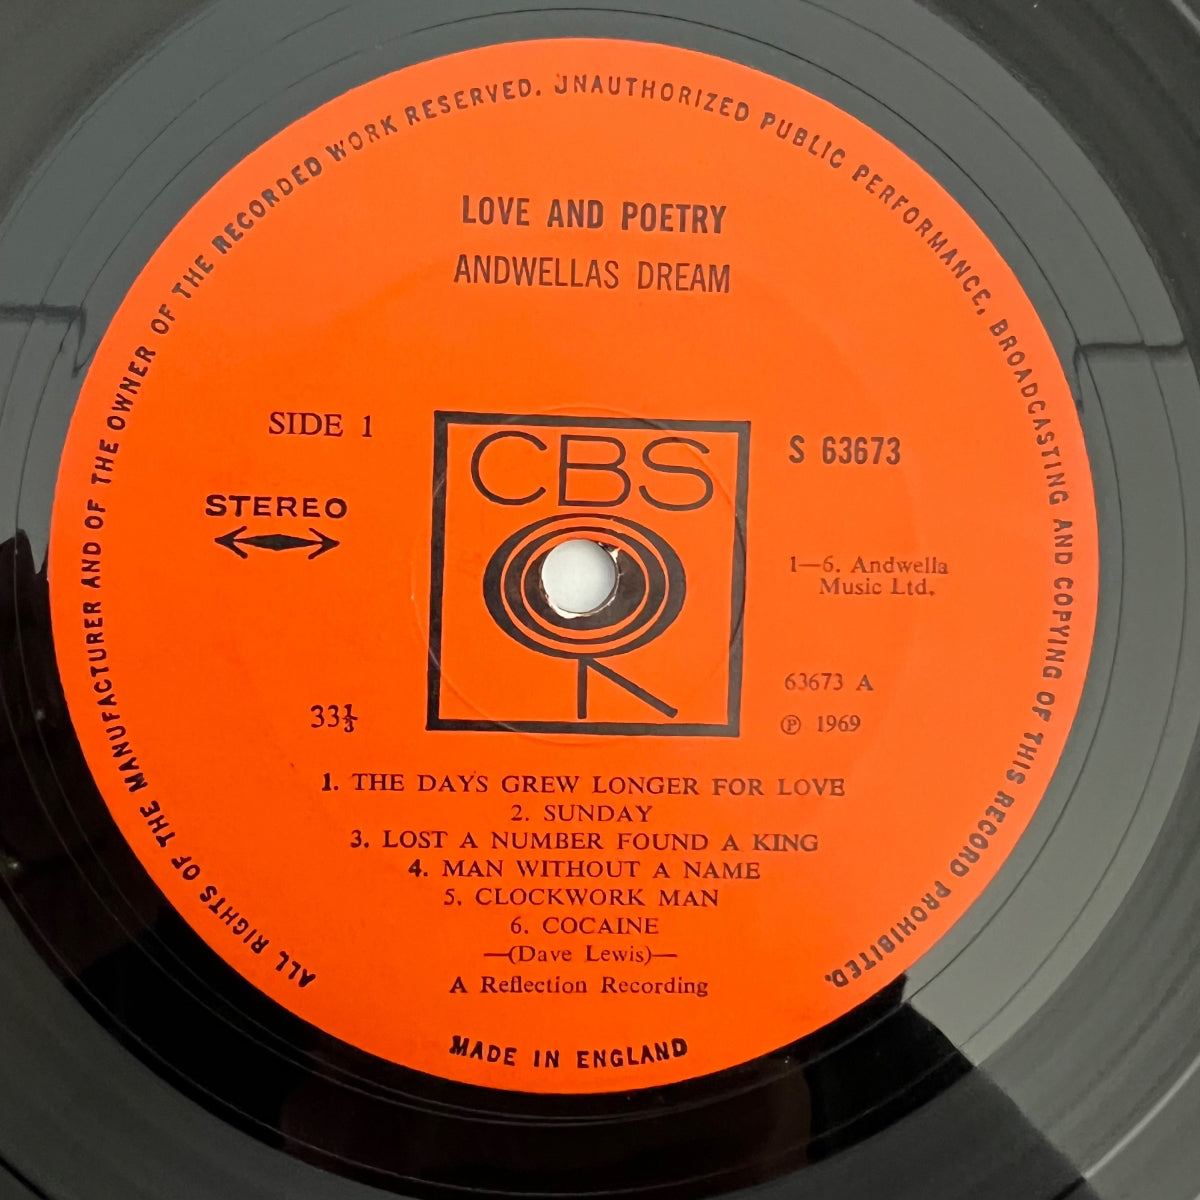 ALL RIGHTS OF THE MANUFACTURER AND OF THE OWNER OF THE RECORDED WORK RESERVED. UNAUTHORIZED PUBLIC PERFORMANCE, BROADCASTING AND COPYING OF THIS RECORD PROHIBITED.
LOVE AND POETRY
ANDWELLAS DREAM
SIDE 1
STEREO
33⅓
CBS
S 63673
1—6. Andwella
Music Ltd.
63673 A
℗ 1969
1. THE DAYS GREW LONGER FOR LOVE
2. SUNDAY
3. LOST A NUMBER FOUND A KING
4. MAN WITHOUT A NAME
5. CLOCKWORK MAN
6. COCAINE
—(Dave Lewis)—
A Reflection Recording
MADE IN ENGLAND